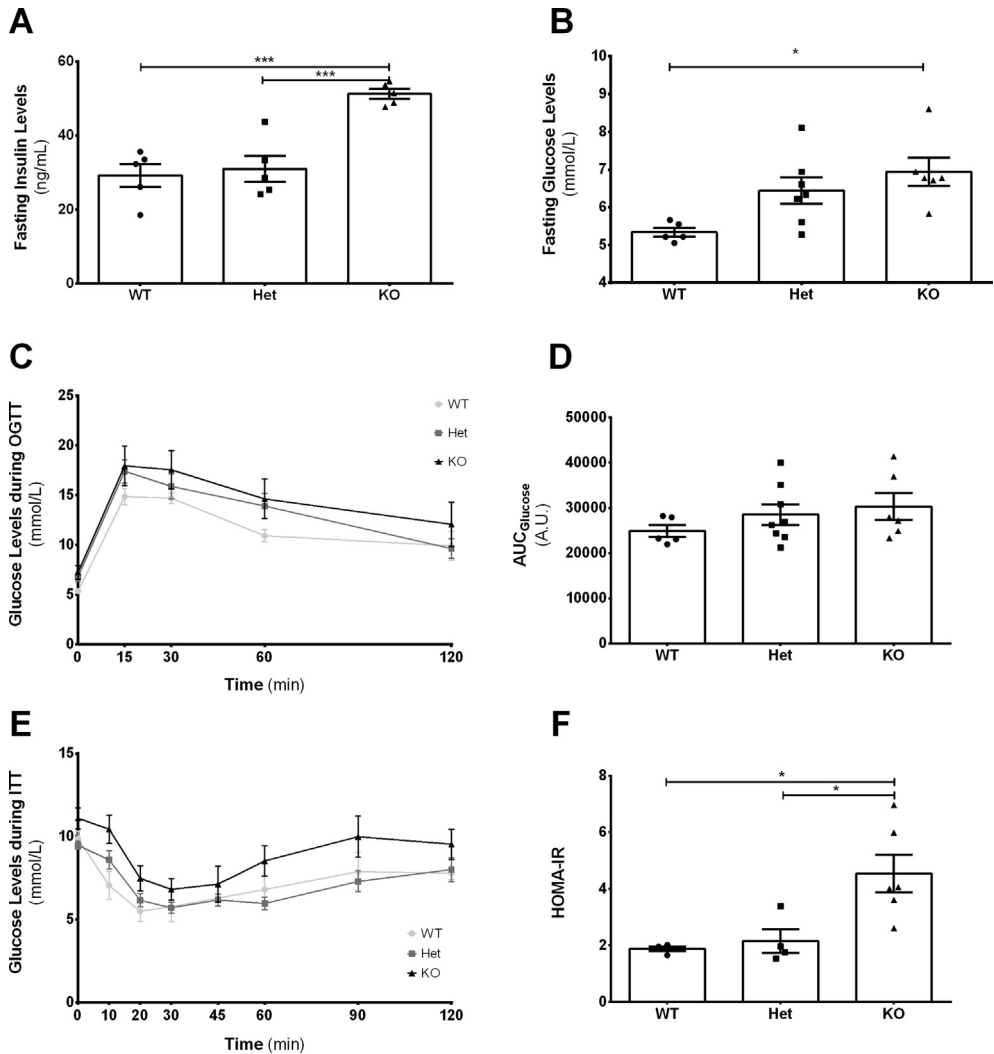 A
Fasting Insulin Levels
(ng/mL)
60
40
20
0
***
***
WT Het KO
B
Fasting Glucose Levels
(mmol/L)
10
9
8
7
6
5
4
*
WT Het KO
C
Glucose Levels during OGTT
(mmol/L)
25
20
15
10
5
0
WT
Het
KO
0 15 30 60 120
Time (min)
D
AUCGlucose
(A.U.)
50000
40000
30000
20000
10000
0
WT Het KO
E
Glucose Levels during ITT
(mmol/L)
15
10
5
0
WT
Het
KO
0 10 20 30 45 60 90 120
Time (min)
F
HOMA-IR
8
6
4
2
0
*
*
WT Het KO